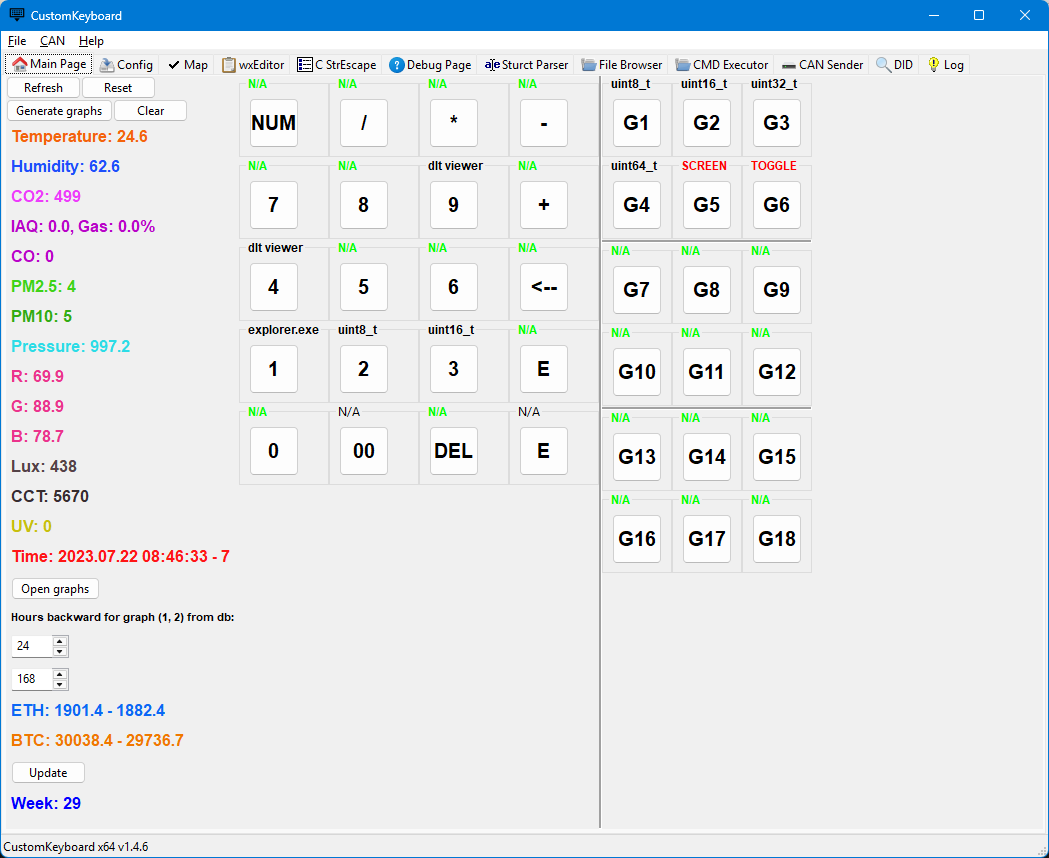 CustomKeyboard
File CAN Help
Main Page Config Map wxEditor C StrEscape Debug Page Sturct Parser File Browser CMD Executor CAN Sender DID Log
Refresh Reset
Generate graphs Clear
Temperature: 24.6
Humidity: 62.6
CO2: 499
IAQ: 0.0, Gas: 0.0%
CO: 0
PM2.5: 4
PM10: 5
Pressure: 997.2
R: 69.9
G: 88.9
B: 78.7
Lux: 438
CCT: 5670
UV: 0
Time: 2023.07.22 08:46:33 - 7
Open graphs
Hours backward for graph (1, 2) from db:
24
168
ETH: 1901.4 - 1882.4
BTC: 30038.4 - 29736.7
Update
Week: 29
N/A N/A N/A N/A
NUM / * -
N/A N/A dlt viewer N/A
7 8 9 +
dlt viewer N/A N/A N/A
4 5 6 <--
explorer.exe uint8_t uint16_t N/A
1 2 3 E
N/A N/A N/A N/A
0 00 DEL E
uint8_t uint16_t uint32_t
G1 G2 G3
uint64_t SCREEN TOGGLE
G4 G5 G6
N/A N/A N/A
G7 G8 G9
N/A N/A N/A
G10 G11 G12
N/A N/A N/A
G13 G14 G15
N/A N/A N/A
G16 G17 G18
CustomKeyboard x64 v1.4.6